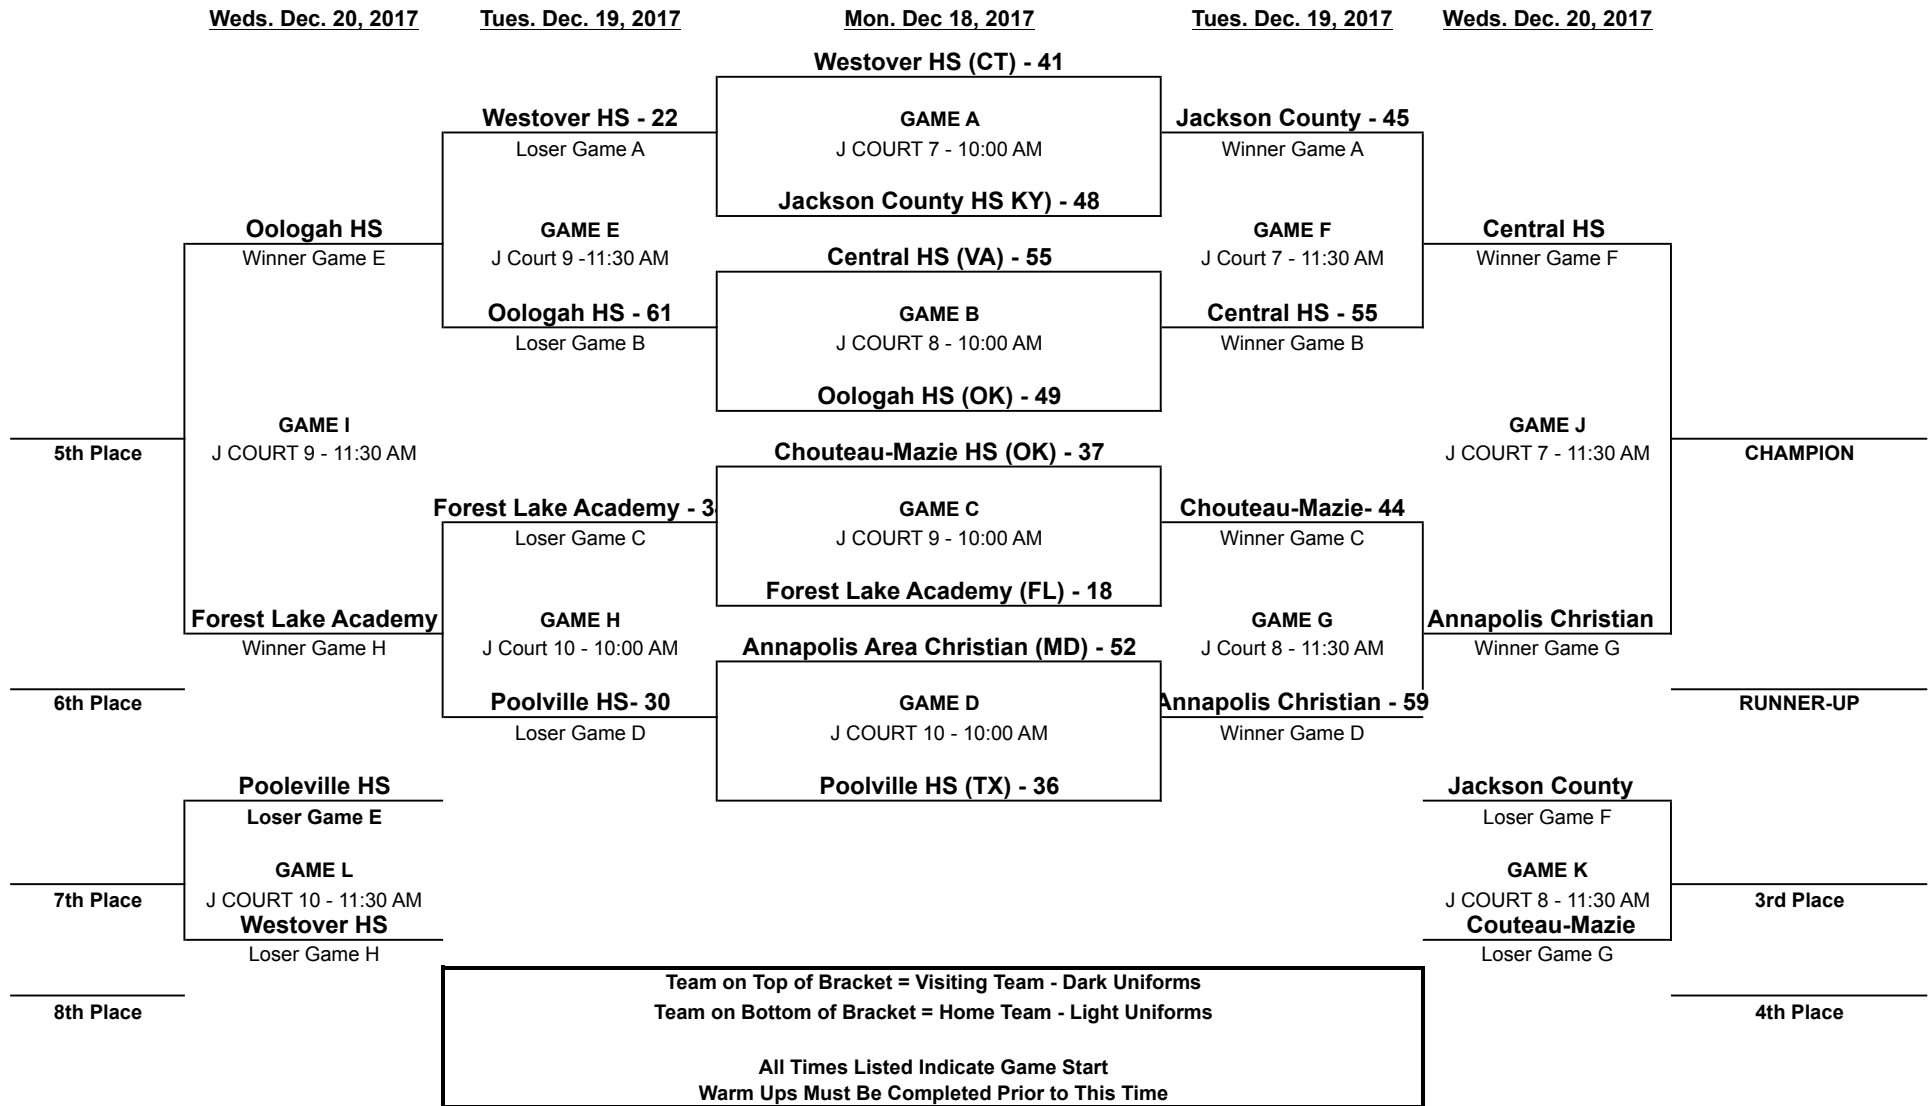 Weds. Dec. 20, 2017 Tues. Dec. 19, 2017 Mon. Dec 18, 2017 Tues. Dec. 19, 2017 Weds. Dec. 20, 2017
Westover HS (CT) - 41
Westover HS - 22 GAME A Jackson County - 45
Loser Game A J COURT 7 - 10:00 AM Winner Game A
Jackson County HS KY) - 48
Oologah HS GAME E GAME F Central HS
Winner Game E J Court 9 -11:30 AM Central HS (VA) - 55 J Court 7 - 11:30 AM Winner Game F
Oologah HS - 61 GAME B Central HS - 55
Loser Game B J COURT 8 - 10:00 AM Winner Game B
Oologah HS (OK) - 49
GAME I GAME J
5th Place J COURT 9 - 11:30 AM Chouteau-Mazie HS (OK) - 37 J COURT 7 - 11:30 AM CHAMPION
Forest Lake Academy - GAME C Chouteau-Mazie- 44
Loser Game C J COURT 9 - 10:00 AM Winner Game C
Forest Lake Academy (FL) - 18
Forest Lake Academy GAME H GAME G Annapolis Christian
Winner Game H J Court 10 - 10:00 AM Annapolis Area Christian (MD) - 52 J Court 8 - 11:30 AM Winner Game G
6th Place Poolville HS- 30 GAME D Annapolis Christian - 59 RUNNER-UP
Loser Game D J COURT 10 - 10:00 AM Winner Game D
Pooleville HS Poolville HS (TX) - 36 Jackson County
Loser Game E Loser Game F
GAME L GAME K
7th Place J COURT 10 - 11:30 AM J COURT 8 - 11:30 AM 3rd Place
Westover HS Couteau-Mazie
Loser Game H Loser Game G
Team on Top of Bracket = Visiting Team - Dark Uniforms
8th Place Team on Bottom of Bracket = Home Team - Light Uniforms 4th Place
All Times Listed Indicate Game Start
Warm Ups Must Be Completed Prior to This Time